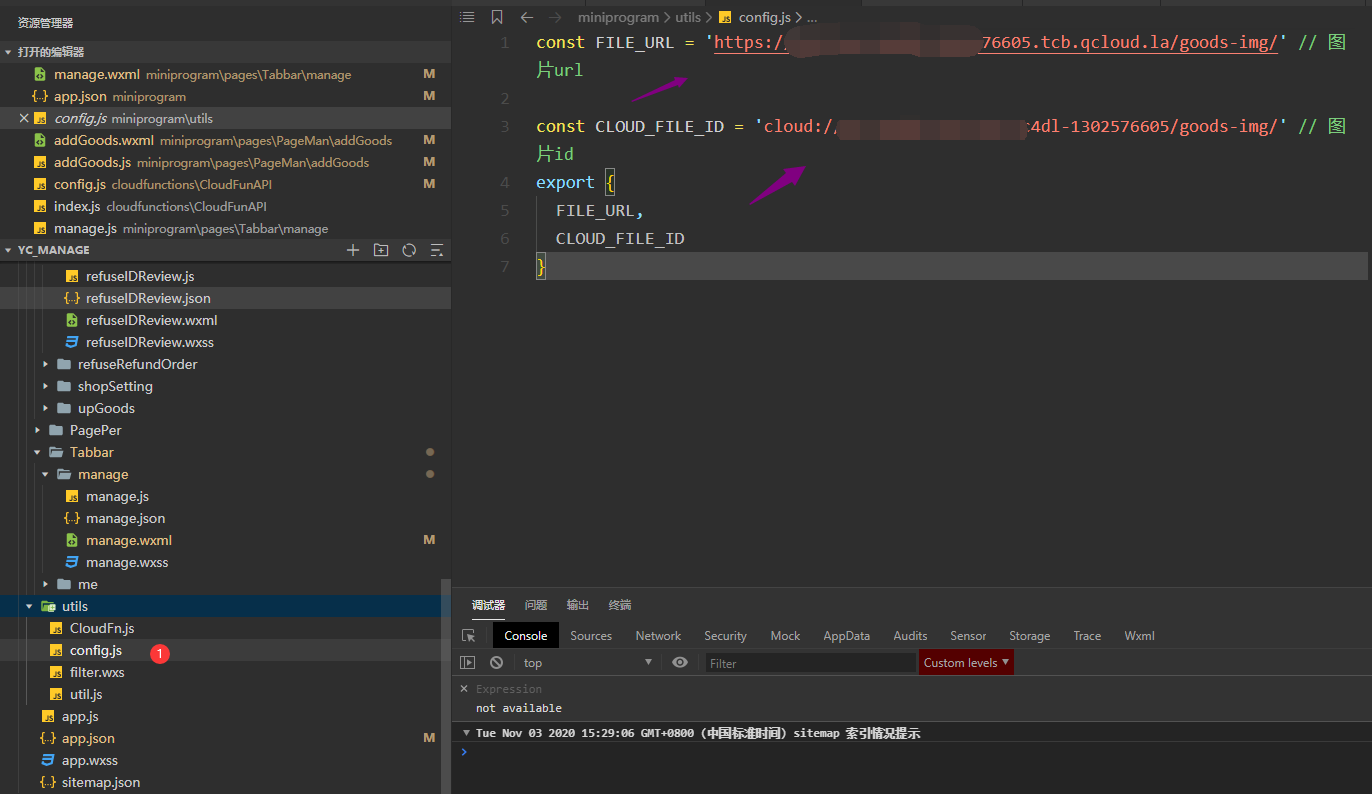 资源管理器
打开的编辑器
manage.wxml miniprogram\pages\Tabbar\manage M
app.json miniprogram M
config.js miniprogram\utils
addGoods.wxml miniprogram\pages\PageMan\addGoods M
addGoods.js miniprogram\pages\PageMan\addGoods M
config.js cloudfunctions\CloudFunAPI M
index.js cloudfunctions\CloudFunAPI
manage.js miniprogram\pages\Tabbar\manage
YC_MANAGE
refuseIDReview.js
refuseIDReview.json
refuseIDReview.wxml
refuseIDReview.wxss
refuseRefundOrder
shopSetting
upGoods
PagePer
Tabbar
manage
manage.js
manage.json
manage.wxml M
manage.wxss
me
utils
CloudFn.js
config.js 1
filter.wxs
util.js
app.js
app.json M
app.wxss
sitemap.json
miniprogram > utils > config.js > ...
1 const FILE_URL = 'https:/ 76605.tcb.qcloud.la/goods-img/' // 图
片url
2
3 const CLOUD_FILE_ID = 'cloud:/ 4dl-1302576605/goods-img/' // 图
片id
4 export {
5 FILE_URL,
6 CLOUD_FILE_ID
7 }
调试器 问题 输出 终端
Console Sources Network Security Mock AppData Audits Sensor Storage Trace Wxml
top Filter Custom levels
Expression
not available
Tue Nov 03 2020 15:29:06 GMT+0800 (中国标准时间) sitemap 索引情况提示